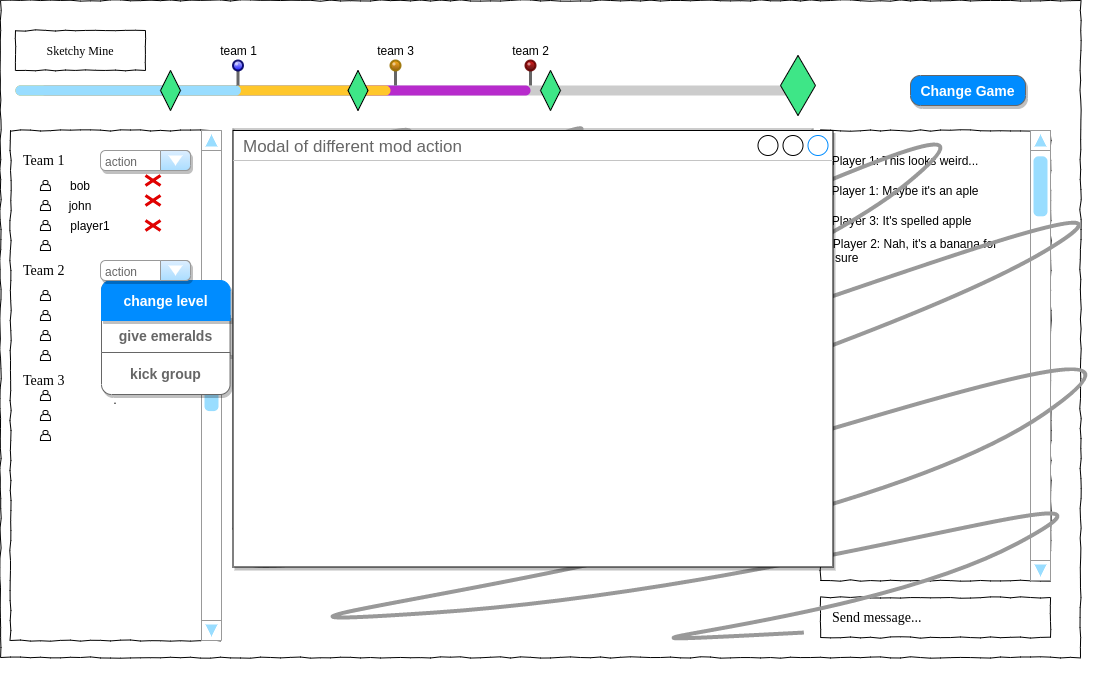 Sketchy Mine
team 1
team 3
team 2
Change Game
Team 1
action
bob
john
player1
Team 2
action
change level
give emeralds
kick group
Team 3
.
Modal of different mod action
Player 1: This looks weird...
Player 1: Maybe it's an aple
Player 3: It's spelled apple
Player 2: Nah, it's a banana for
sure
Send message...